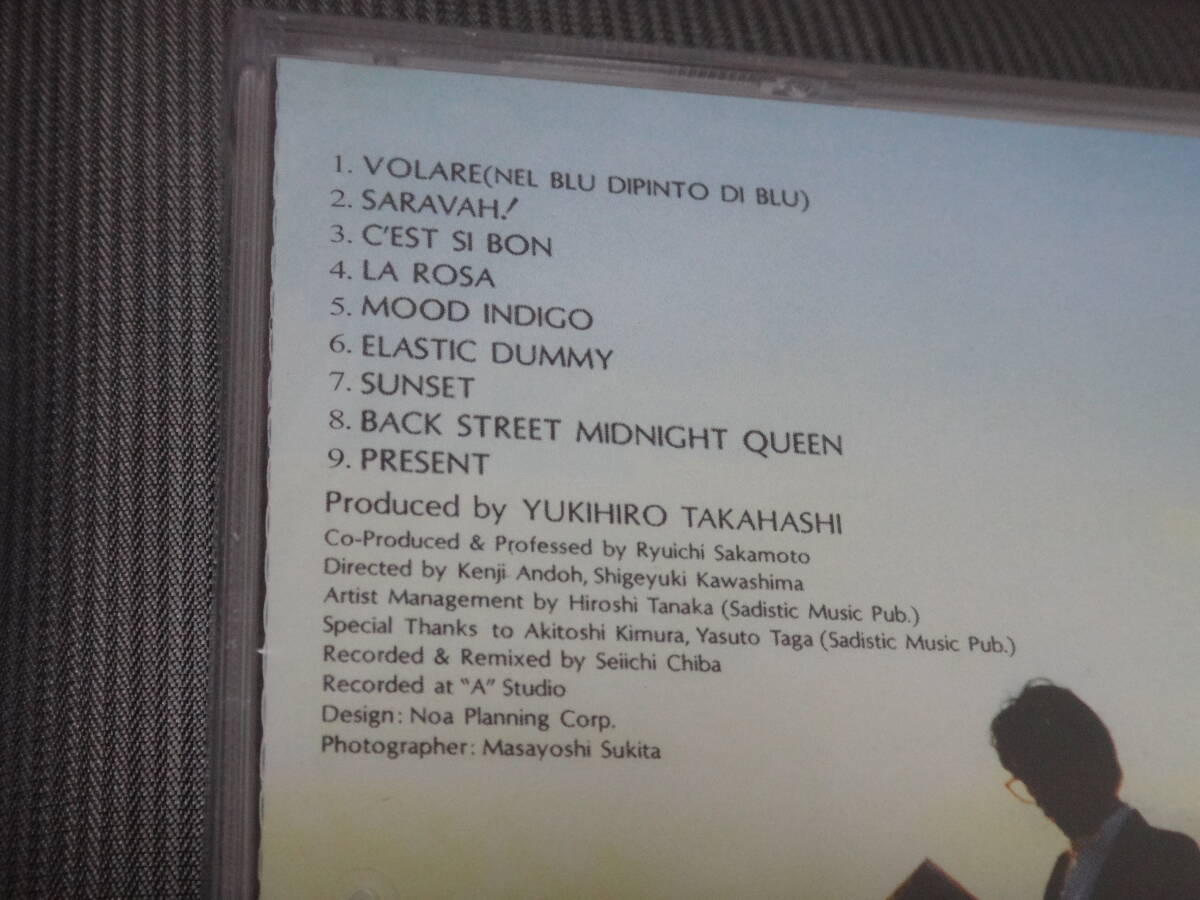 1. VOLARE(NEL BLU DIPINTO DI BLU)
2. SARAVAH!
3. C'EST SI BON
4. LA ROSA
5. MOOD INDIGO
6. ELASTIC DUMMY
7. SUNSET
8. BACK STREET MIDNIGHT QUEEN
9. PRESENT
Produced by YUKIHIRO TAKAHASHI
Co-Produced & Professed by Ryuichi Sakamoto
Directed by Kenji Andoh, Shigeyuki Kawashima
Artist Management by Hiroshi Tanaka (Sadistic Music Pub.)
Special Thanks to Akitoshi Kimura, Yasuto Taga (Sadistic Music Pub.)
Recorded & Remixed by Seiichi Chiba
Recorded at "A" Studio
Design: Noa Planning Corp.
Photographer: Masayoshi Sukita